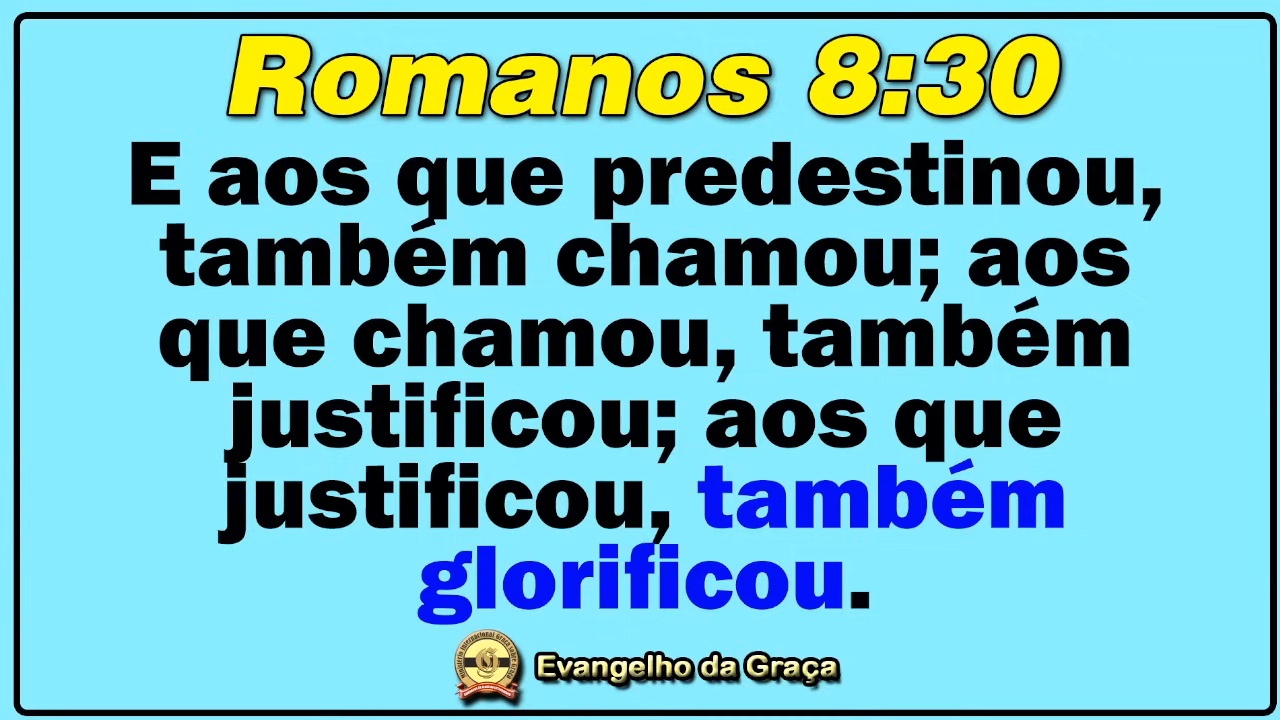 Romanos 8:30
E aos que predestinou,
também chamou; aos
que chamou, também
justificou; aos que
justificou, também
glorificou.
Evangelho da Graça